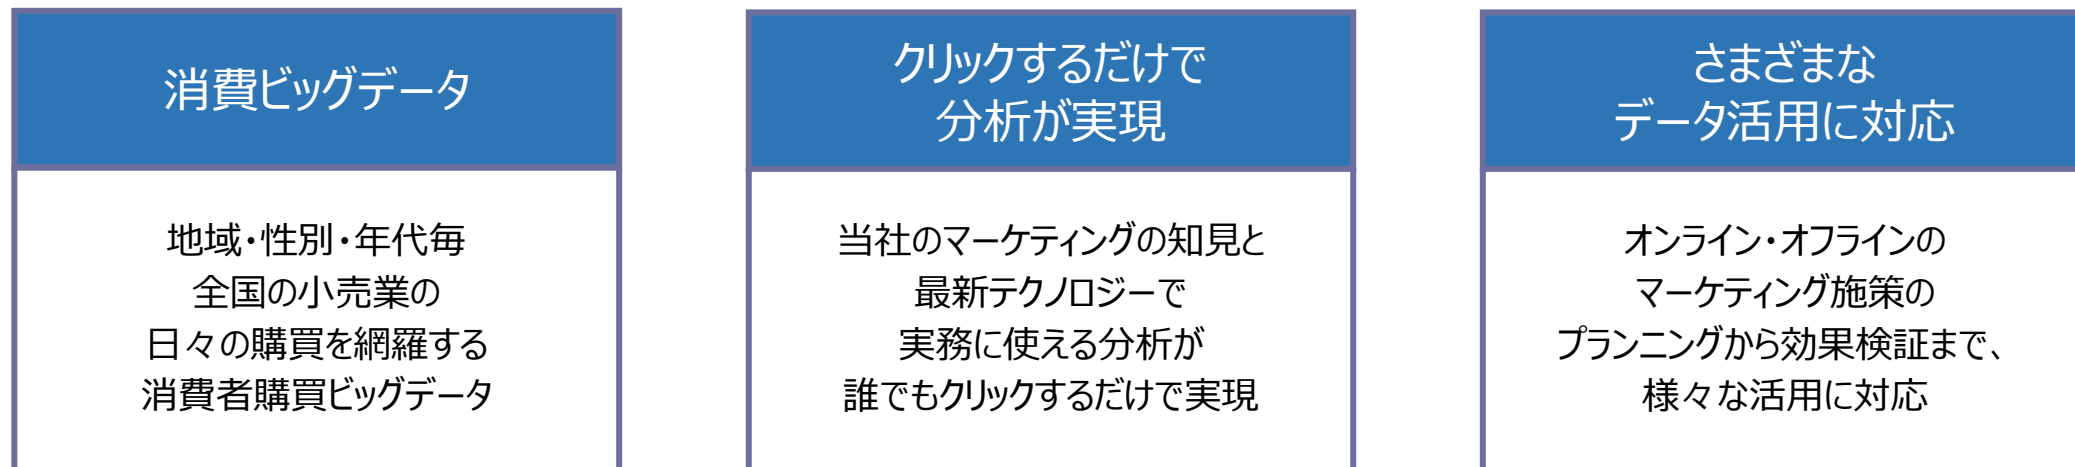 消費ビッグデータ
地域・性別・年代毎
全国の小売業の
日々の購買を網羅する
消費者購買ビッグデータ
クリックするだけで
分析が実現
当社のマーケティングの知見と
最新テクノロジーで
実務に使える分析が
誰でもクリックするだけで実現
さまざまな
データ活用に対応
オンライン・オフラインの
マーケティング施策の
プランニングから効果検証まで、
様々な活用に対応